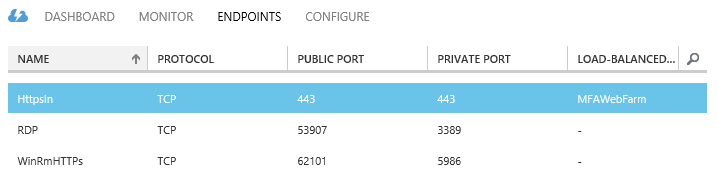 DASHBOARD MONITOR ENDPOINTS CONFIGURE
NAME PROTOCOL PUBLIC PORT PRIVATE PORT LOAD-BALANCED...
HttpsIn TCP 443 443 MFAWebFarm
RDP TCP 53907 3389 -
WinRmHTTPs TCP 62101 5986 -